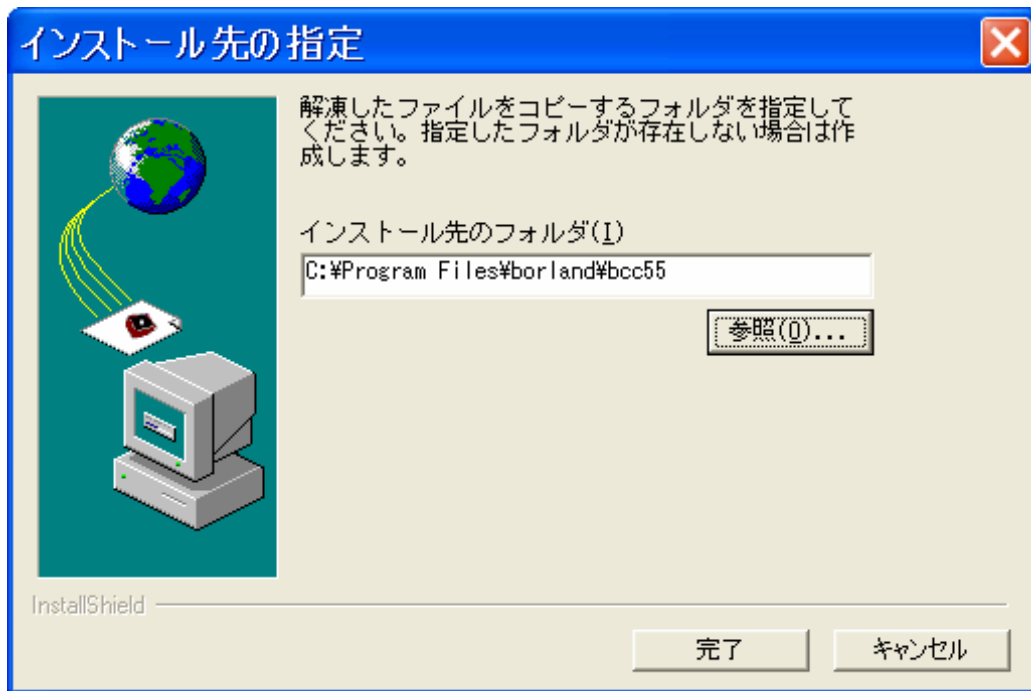 インストール先の指定
解凍したファイルをコピーするフォルダを指定して
ください。指定したフォルダが存在しない場合は作
成します。
インストール先のフォルダ(I)
C:¥Program Files¥borland¥bcc55
参照(O)...
InstallShield
完了
キャンセル